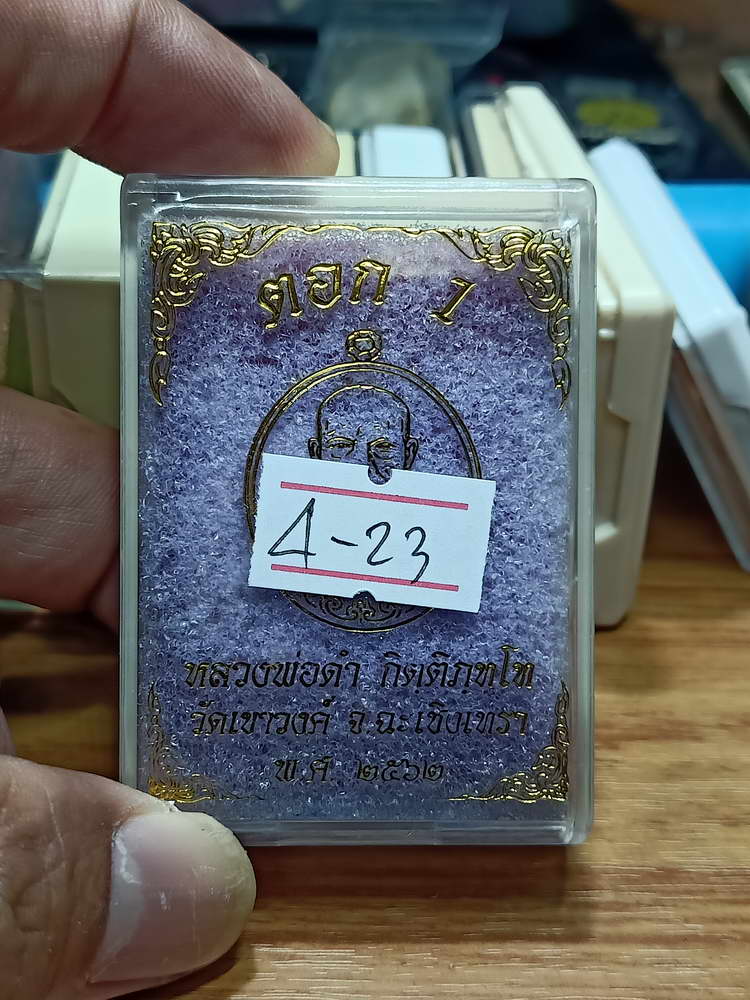 ตอก 1
4-23
หลวงพ่อดำ กิตฺติภทฺโท
วัดเขาวงค์ จ.ฉะเชิงเทรา
พ.ศ. ๒๕๖๒